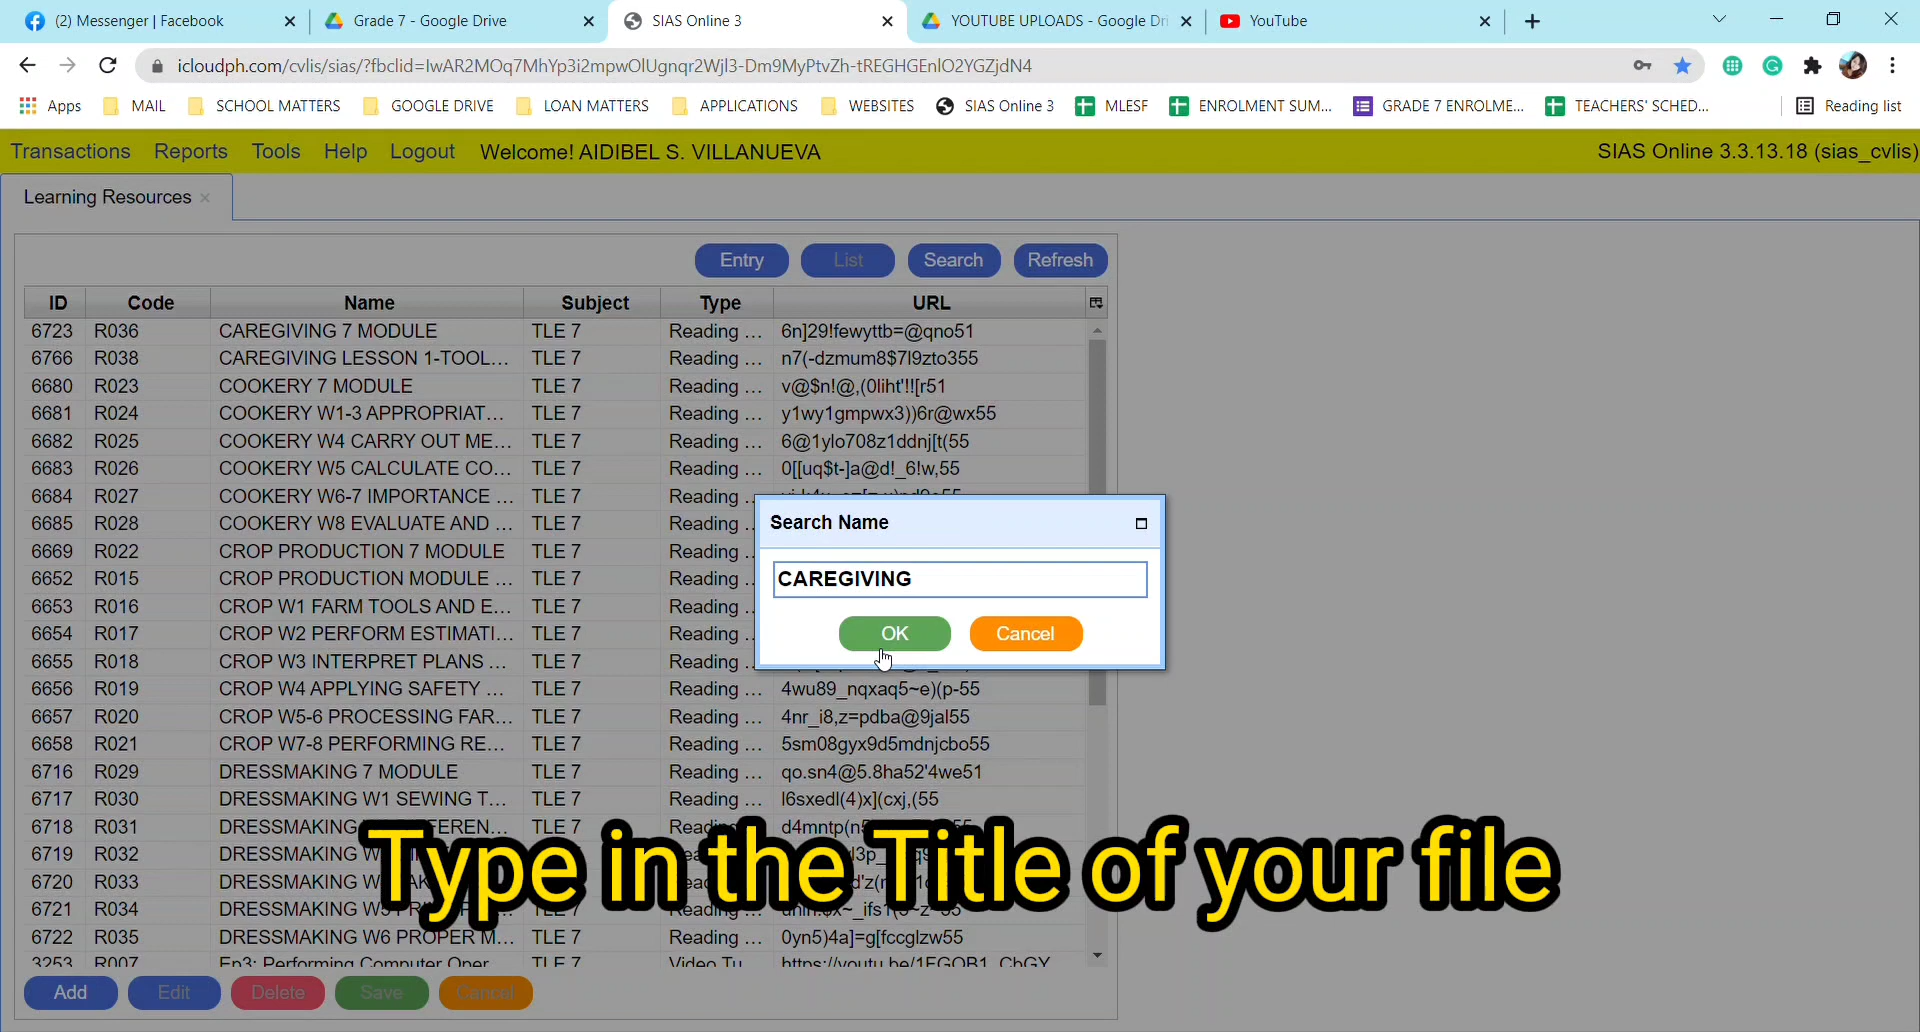 (2) Messenger | Facebook
Grade 7 - Google Drive
SIAS Online 3
YOUTUBE UPLOADS - Google Dri
YouTube
icloudph.com/cvlis/sias/?fbclid=IwAR2MOq7MhYp3i2mpwOlUgnqr2Wjl3-Dm9MyPtvZh-tREGHGEnlO2YGZjdN4
Apps MAIL SCHOOL MATTERS GOOGLE DRIVE LOAN MATTERS APPLICATIONS WEBSITES SIAS Online 3 MLESF ENROLMENT SUM... GRADE 7 ENROLME... TEACHERS' SCHED... Reading list
Transactions Reports Tools Help Logout Welcome! AIDIBEL S. VILLANUEVA SIAS Online 3.3.13.18 (sias_cvlis)
Learning Resources
Entry List Search Refresh
ID Code Name Subject Type URL
6723 R036 CAREGIVING 7 MODULE TLE 7 Reading ... 6n]29!fewyttb=@qno51
6766 R038 CAREGIVING LESSON 1-TOOL... TLE 7 Reading ... n7(-dzmum8$7l9zto355
6680 R023 COOKERY 7 MODULE TLE 7 Reading ... v@$n!@,(0liht'!![r51
6681 R024 COOKERY W1-3 APPROPRIAT... TLE 7 Reading ... y1wy1gmpwx3))6r@wx55
6682 R025 COOKERY W4 CARRY OUT ME... TLE 7 Reading ... 6@1ylo708z1ddnj[t(55
6683 R026 COOKERY W5 CALCULATE CO... TLE 7 Reading ... 0[[uq$t-]a@d!_6!w,55
6684 R027 COOKERY W6-7 IMPORTANCE ... TLE 7 Reading
6685 R028 COOKERY W8 EVALUATE AND ... TLE 7 Reading
6669 R022 CROP PRODUCTION 7 MODULE TLE 7 Reading
6652 R015 CROP PRODUCTION MODULE ... TLE 7 Reading
6653 R016 CROP W1 FARM TOOLS AND E... TLE 7 Reading
6654 R017 CROP W2 PERFORM ESTIMATI... TLE 7 Reading
6655 R018 CROP W3 INTERPRET PLANS ... TLE 7 Reading
6656 R019 CROP W4 APPLYING SAFETY ... TLE 7 Reading ... 4wu89_nqxaq5~e)(p-55
6657 R020 CROP W5-6 PROCESSING FAR... TLE 7 Reading ... 4nr_i8,z=pdba@9jal55
6658 R021 CROP W7-8 PERFORMING RE... TLE 7 Reading ... 5sm08gyx9d5mdnjcbo55
6716 R029 DRESSMAKING 7 MODULE TLE 7 Reading ... qo.sn4@5.8ha52'4we51
6717 R030 DRESSMAKING W1 SEWING T... TLE 7 Reading ... l6sxedl(4)x](cxj,(55
6718 R031 DRESSMAKING TLE 7
6719 R032 DRESSMAKING TLE 7
6720 R033 DRESSMAKING TLE 7
6721 R034 DRESSMAKING
6722 R035 DRESSMAKING W6 PROPER M... TLE 7 Reading ... 0yn5)4a]=g[fccglzw55
3253 R007 Ep3: Performing Computer Oper... TLE 7 Video Tu...
Search Name
CAREGIVING
OK Cancel
Type in the Title of your file
Add Edit Delete Save Cancel